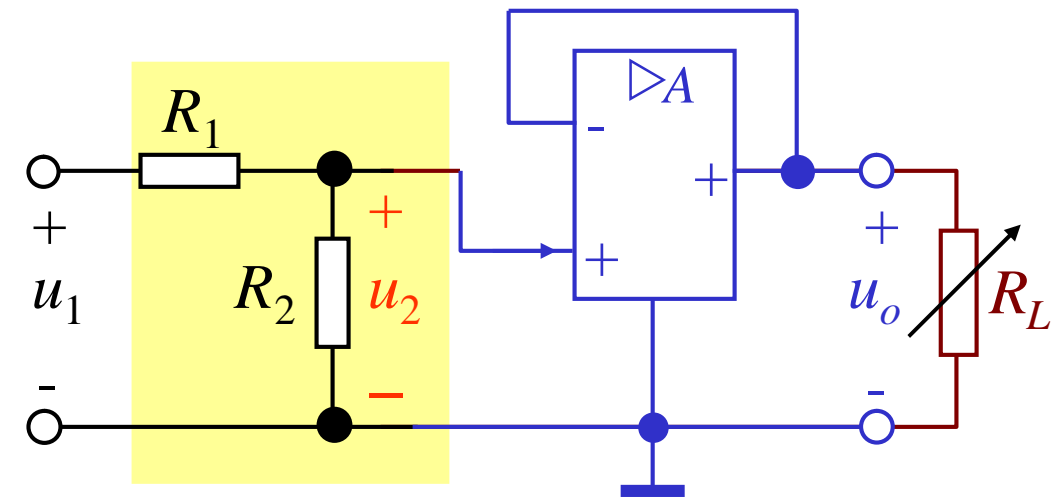 R1
▷A
-
+
+
+
u1
-
R2
+
u2
−
+
uo
-
RL